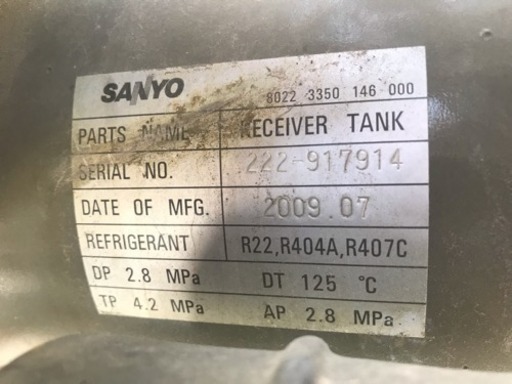 SANYO 8022 3350 146 000
PARTS NAME RECEIVER TANK
SERIAL NO. 222-917914
DATE OF MFG. 2009.07
REFRIGERANT R22,R404A,R407C
DP 2.8 MPa DT 125 °C
TP 4.2 MPa AP 2.8 MPa